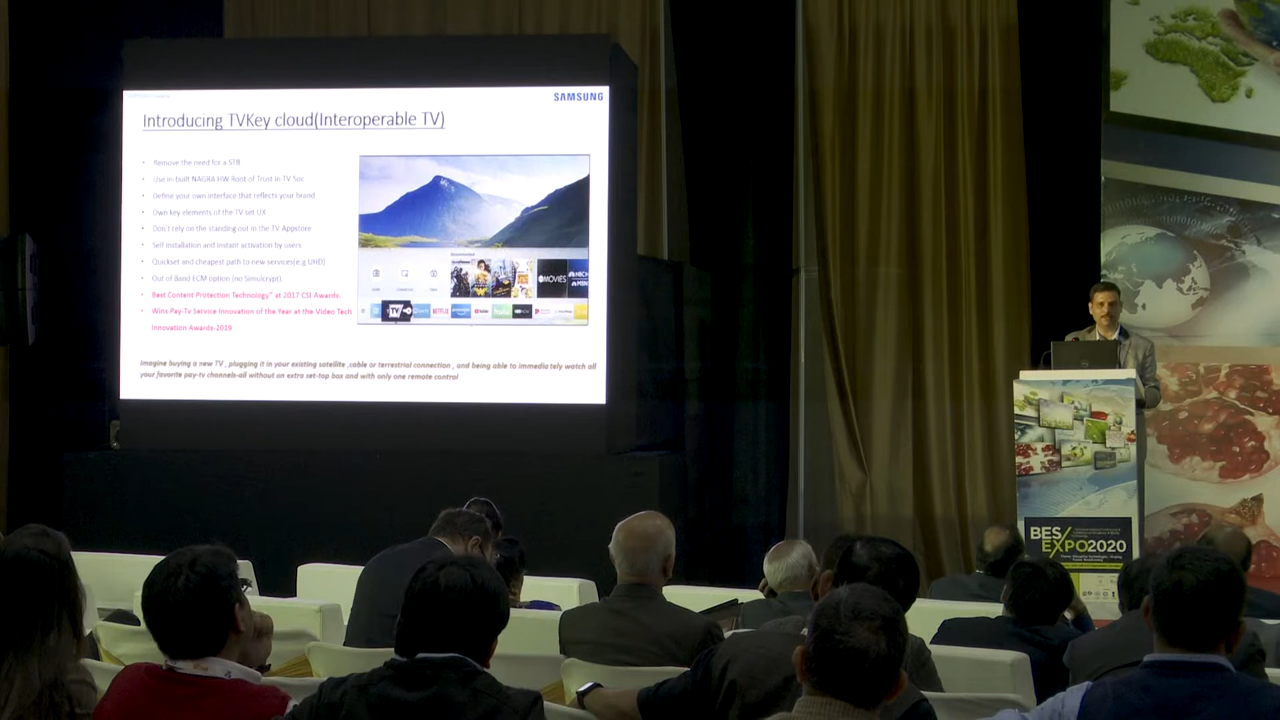 SAMSUNG
Introducing TVKey cloud(Interoperable TV)
Remove the need for a STB
Use in-built NAGRA HW Root of Trust in TV Soc
Define your own interface that reflects your brand
Own key elements of the TV set UX
Don't rely on the standing out in the TV Appstore
Self installation and instant activation by users
Quickset and cheapest path to new services(e.g UHD)
Out of Band ECM option (no Simulcrypt).
Best Content Protection Technology" at 2017 CSI Awards.
Wins Pay-Tv Service Innovation of the Year at the Video Tech
Innovation Awards-2019
MOVIES
TV
NETFLIX
YouTube
Imagine buying a new TV , plugging it in your existing satellite ,cable or terrestrial connection , and being able to immediately watch all
your favorite pay-tv channels-all without an extra set-top box and with only one remote control
BES/
EXPO2020